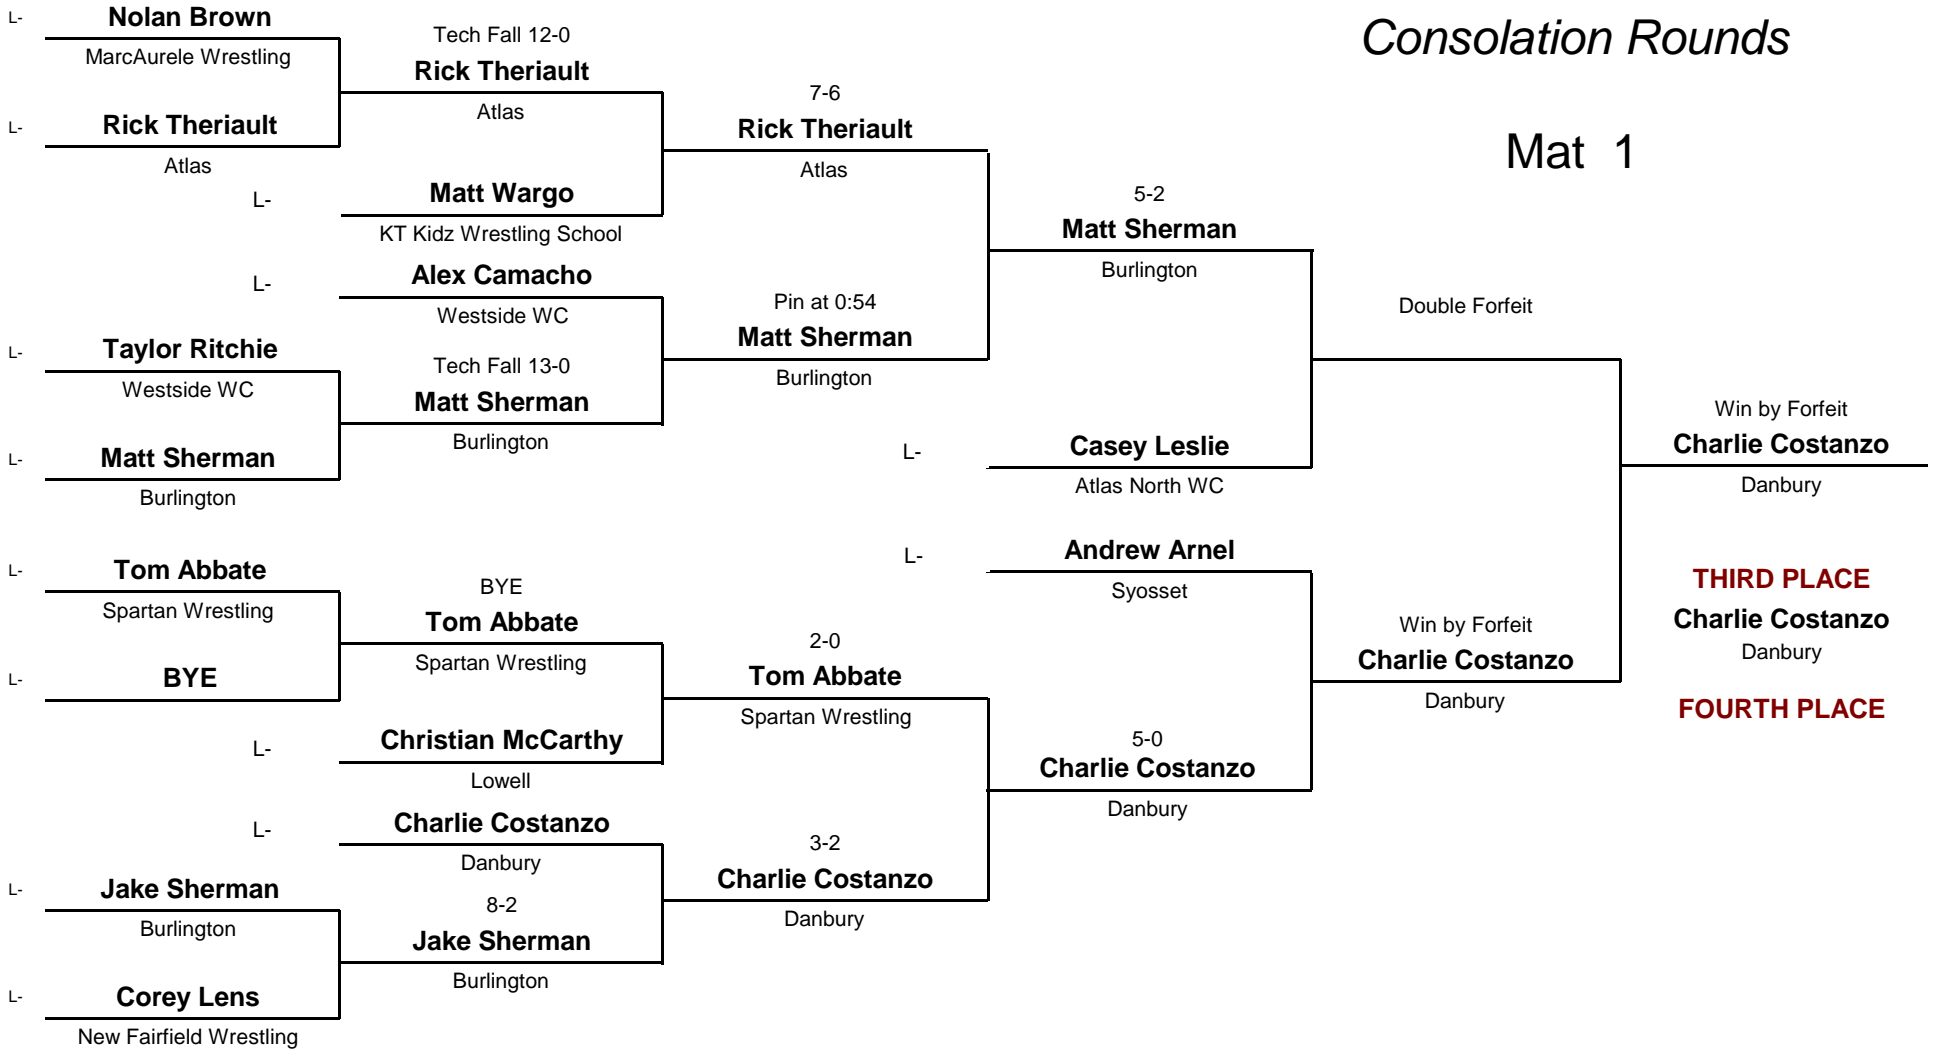 Consolation Rounds
Mat 1
L-
Nolan Brown
MarcAurele Wrestling
L-
Rick Theriault
Atlas
L-
Taylor Ritchie
Westside WC
L-
Matt Sherman
Burlington
L-
Tom Abbate
Spartan Wrestling
L-
BYE
L-
Jake Sherman
Burlington
L-
Corey Lens
New Fairfield Wrestling
Tech Fall 12-0
Rick Theriault
Atlas
L-
Matt Wargo
KT Kidz Wrestling School
L-
Alex Camacho
Westside WC
Tech Fall 13-0
Matt Sherman
Burlington
BYE
Tom Abbate
Spartan Wrestling
L-
Christian McCarthy
Lowell
L-
Charlie Costanzo
Danbury
8-2
Jake Sherman
Burlington
7-6
Rick Theriault
Atlas
Pin at 0:54
Matt Sherman
Burlington
2-0
Tom Abbate
Spartan Wrestling
3-2
Charlie Costanzo
Danbury
5-2
Matt Sherman
Burlington
L-
Casey Leslie
Atlas North WC
L-
Andrew Arnel
Syosset
5-0
Charlie Costanzo
Danbury
Double Forfeit
Win by Forfeit
Charlie Costanzo
Danbury
Win by Forfeit
Charlie Costanzo
Danbury
THIRD PLACE
Charlie Costanzo
Danbury
FOURTH PLACE